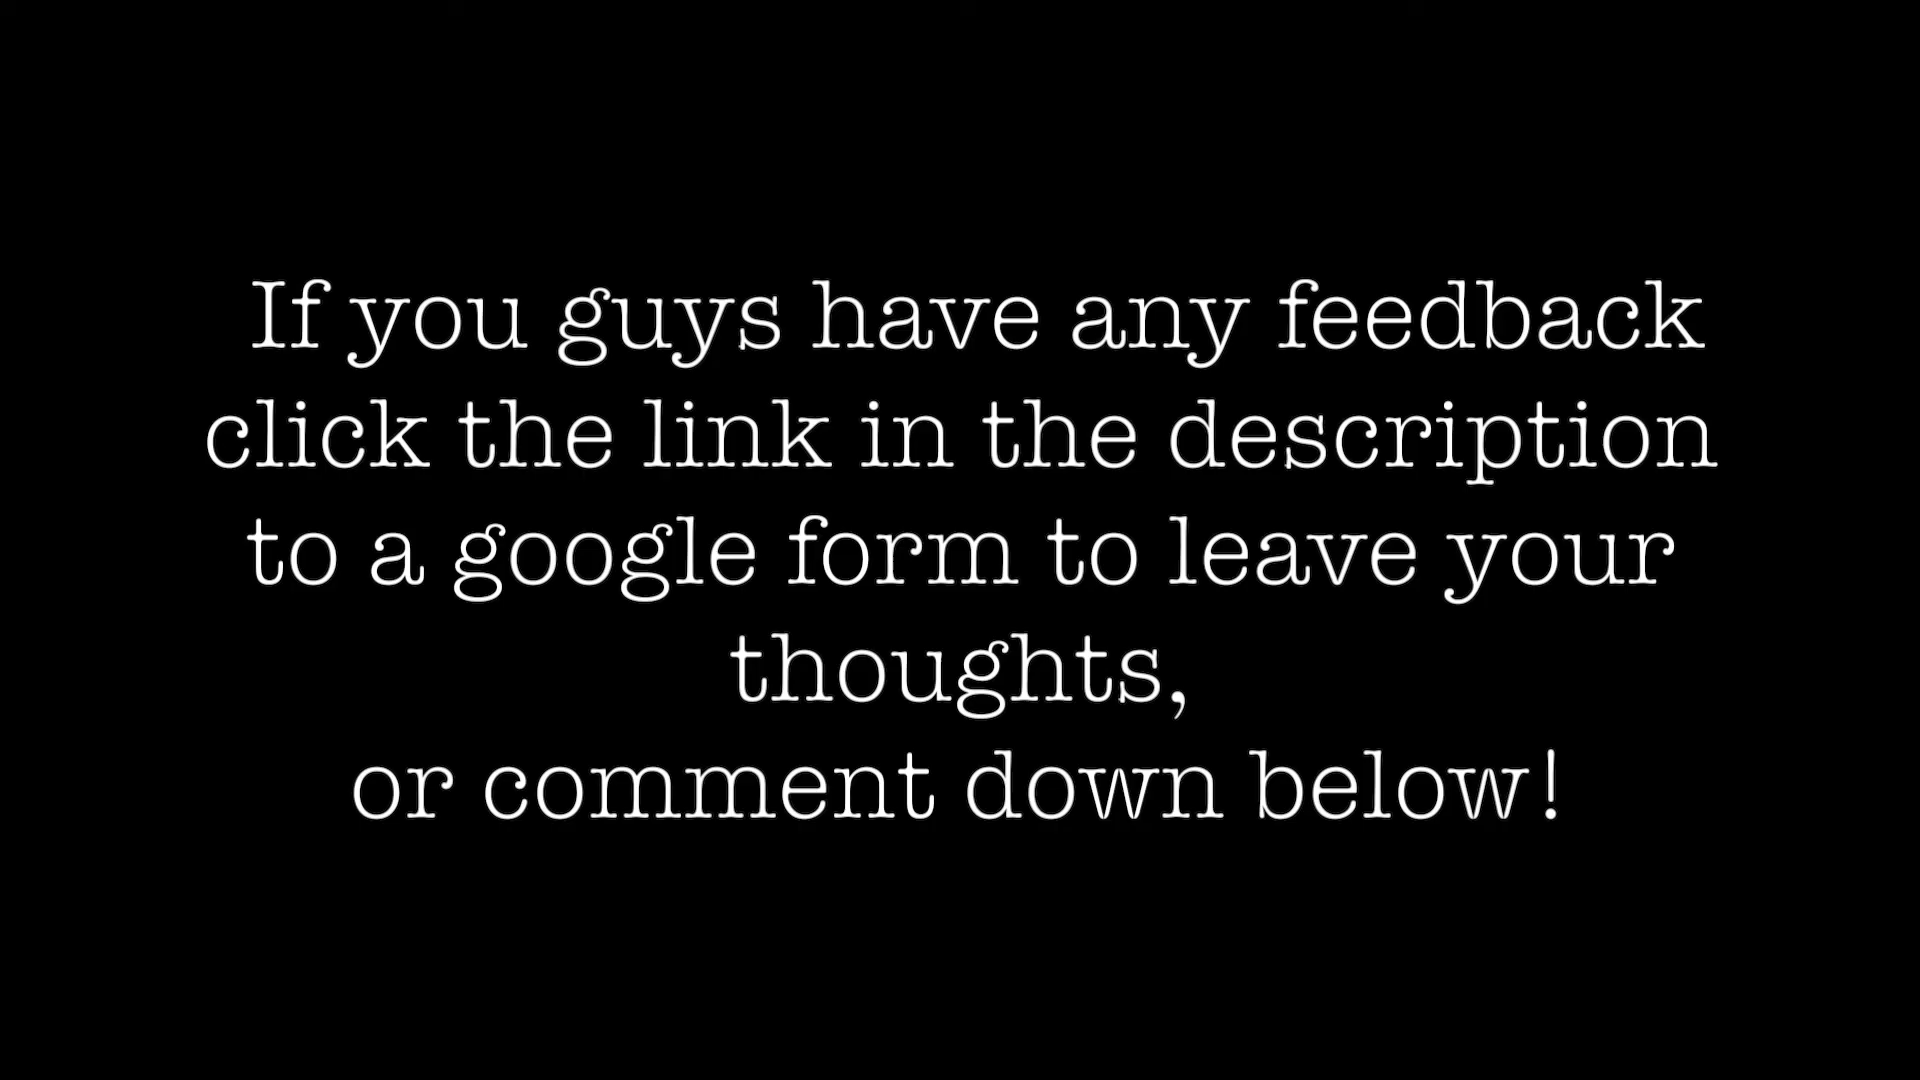 If you guys have any feedback
click the link in the description
to a google form to leave your
thoughts,
or comment down below!